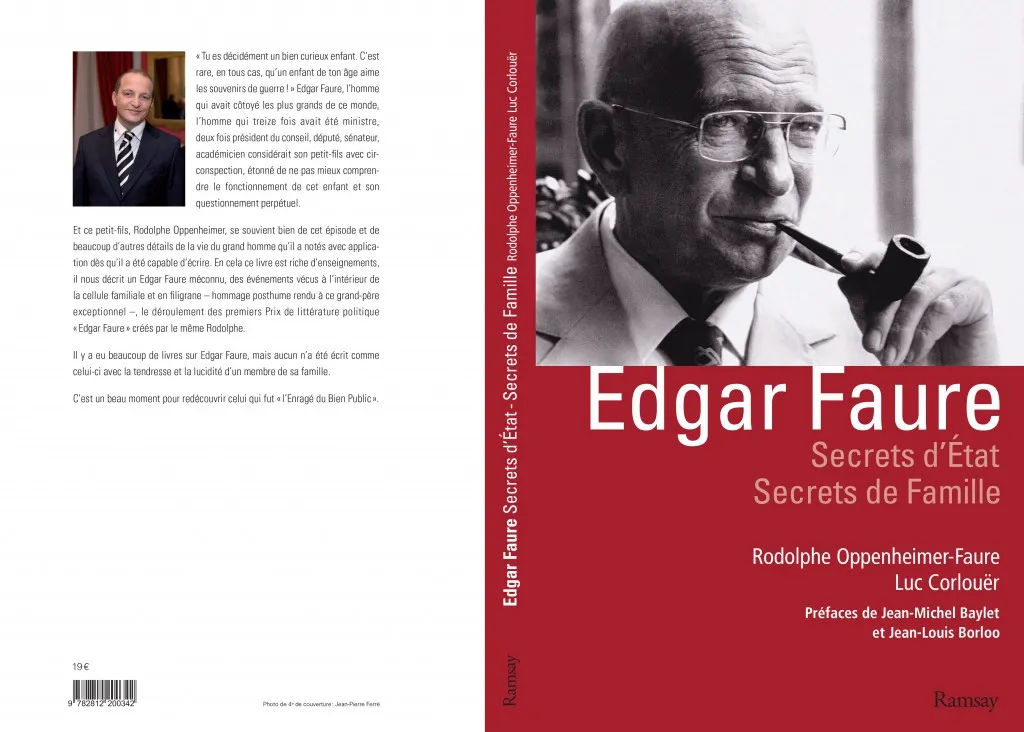 « Tu es décidément un bien curieux enfant. C'est
rare, en tous cas, qu'un enfant de ton âge aime
les souvenirs de guerre ! » Edgar Faure, l'homme
qui avait côtoyé les plus grands de ce monde,
l'homme qui treize fois avait été ministre,
deux fois président du conseil, député, sénateur,
académicien considérait son petit-fils avec cir-
conspection, étonné de ne pas mieux compren-
dre le fonctionnement de cet enfant et son
questionnement perpétuel.
Et ce petit-fils, Rodolphe Oppenheimer, se souvient bien de cet épisode et de
beaucoup d'autres détails de la vie du grand homme qu'il a notés avec applica-
tion dès qu'il a été capable d'écrire. En cela ce livre est riche d'enseignements,
il nous décrit un Edgar Faure méconnu, des événements vécus à l'intérieur de
la cellule familiale et en filigrane – hommage posthume rendu à ce grand-père
exceptionnel –, le déroulement des premiers Prix de littérature politique
« Edgar Faure » créés par le même Rodolphe.
Il y a eu beaucoup de livres sur Edgar Faure, mais aucun n'a été écrit comme
celui-ci avec la tendresse et la lucidité d'un membre de sa famille.
C'est un beau moment pour redécouvrir celui qui fut « l'Enragé du Bien Public ».
19 €
9 782812 200342
Photo de 4e de couverture : Jean-Pierre Ferré
Edgar Faure Secrets d'État - Secrets de Famille Rodolphe Oppenheimer-Faure Luc Corlouër
Ramsay
Edgar Faure
Secrets d'État
Secrets de Famille
Rodolphe Oppenheimer-Faure
Luc Corlouër
Préfaces de Jean-Michel Baylet
et Jean-Louis Borloo
Ramsay